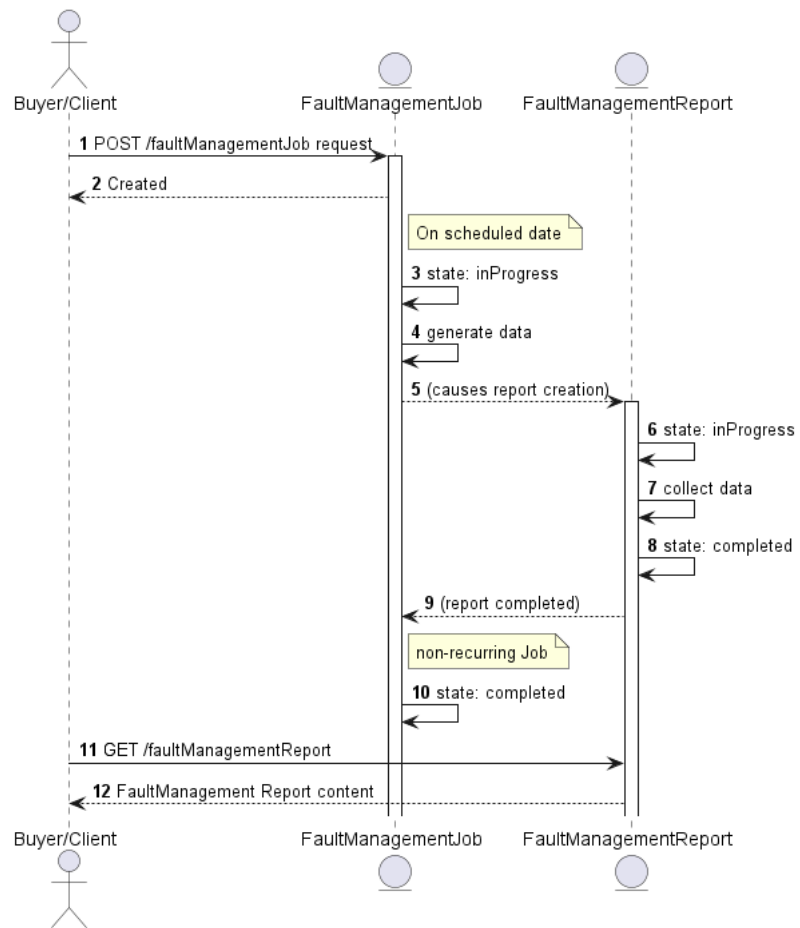 Buyer/Client
FaultManagementJob
FaultManagementReport
1 POST /faultManagementJob request
2 Created
On scheduled date
3 state: inProgress
4 generate data
5 (causes report creation)
6 state: inProgress
7 collect data
8 state: completed
9 (report completed)
non-recurring Job
10 state: completed
11 GET /faultManagementReport
12 FaultManagement Report content
Buyer/Client
FaultManagementJob
FaultManagementReport